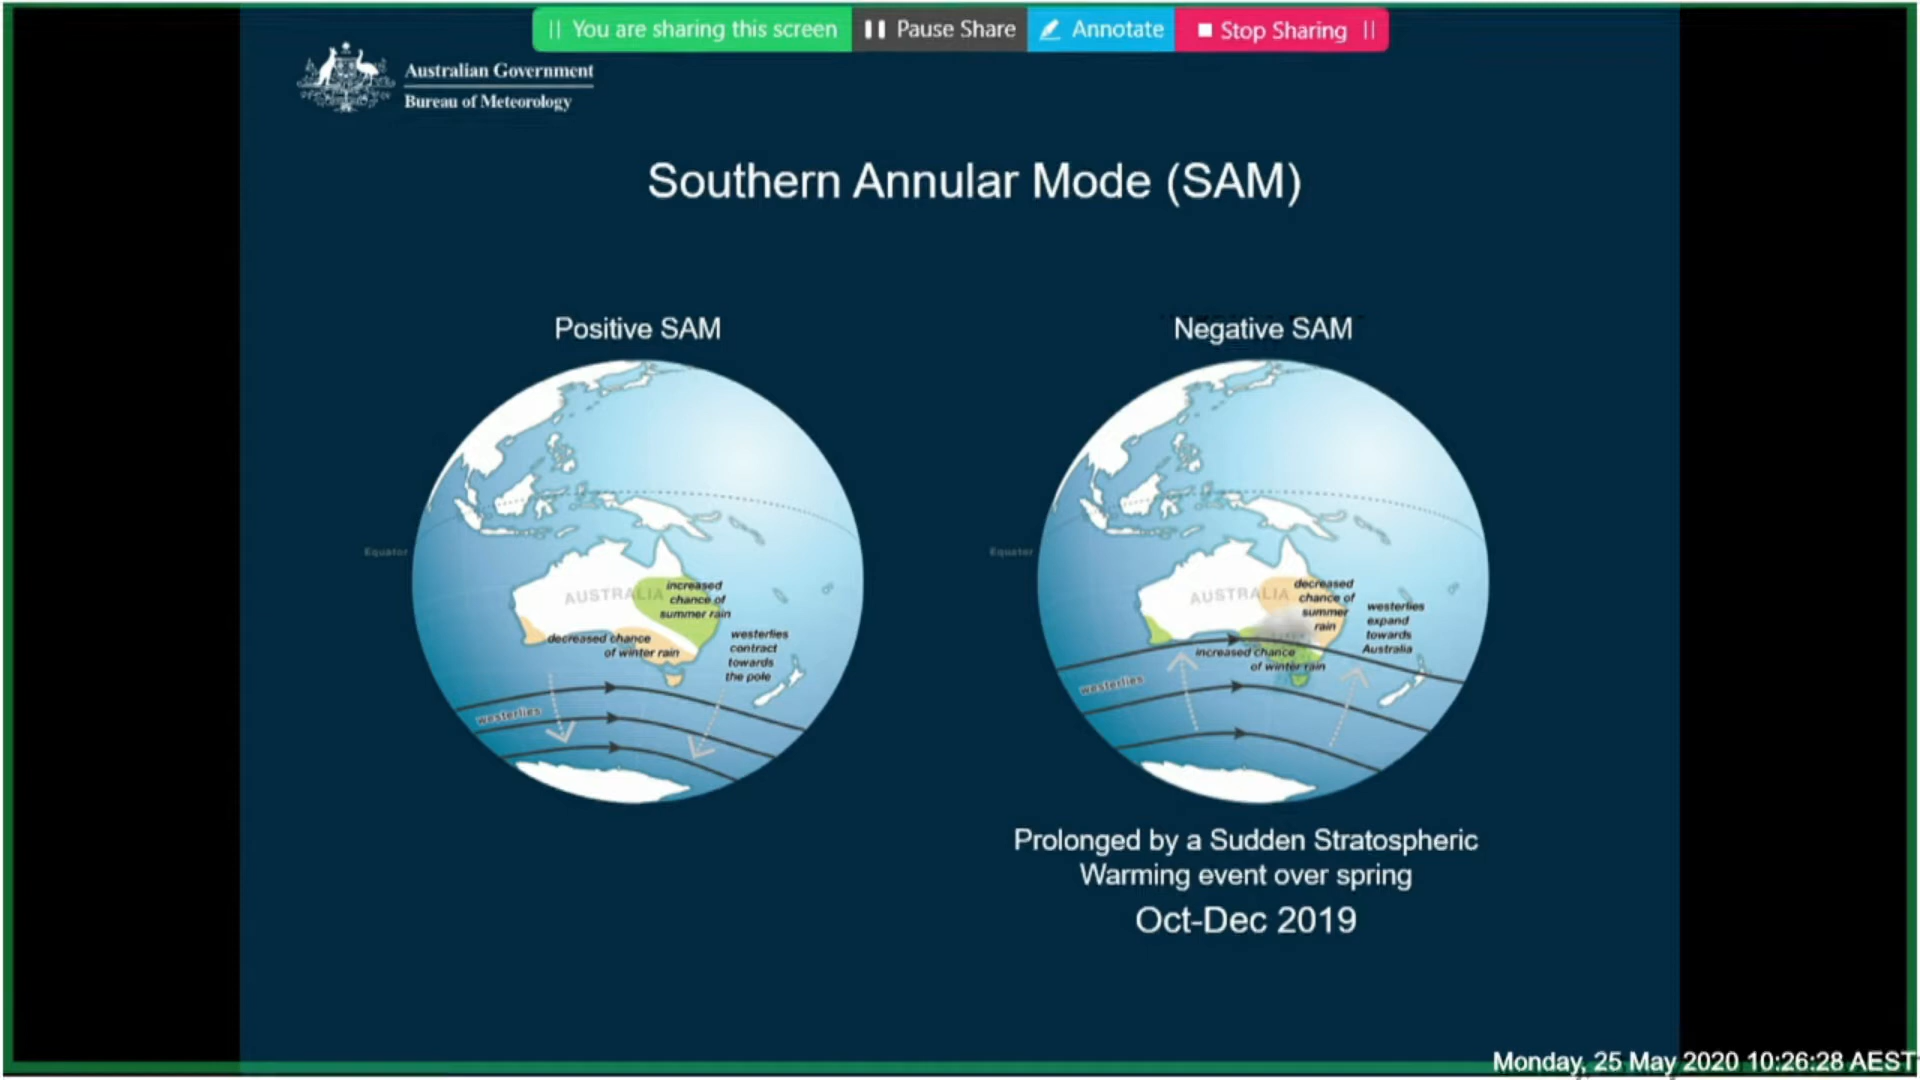 You are sharing this screen
Pause Share
Annotate
Stop Sharing
Australian Government
Bureau of Meteorology
Southern Annular Mode (SAM)
Positive SAM
Equator
AUSTRALIA
increased
chance of
summer rain
decreased chance
of winter rain
westerlies
contract
towards
the pole
westerlies
Negative SAM
Equator
AUSTRALIA
decreased
chance of
summer
rain
westerlies
expand
towards
Australia
increased chance
of winter rain
westerlies
Prolonged by a Sudden Stratospheric
Warming event over spring
Oct-Dec 2019
Monday, 25 May 2020 10:26:28 AEST